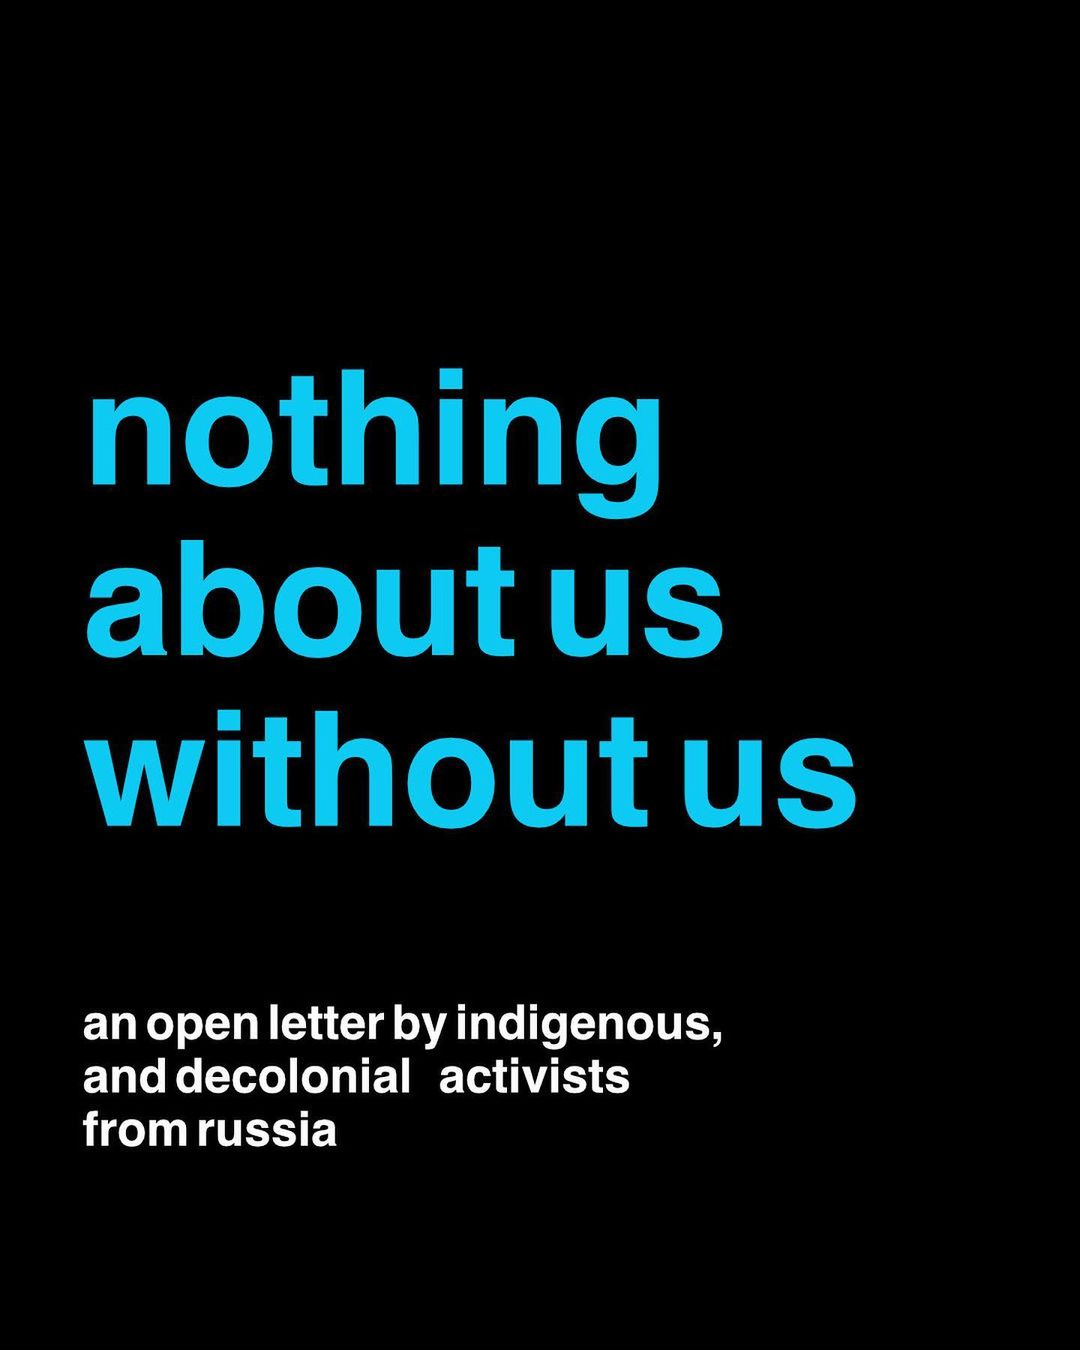 nothing
about us
without us
an open letter by indigenous,
and decolonial activists
from russia